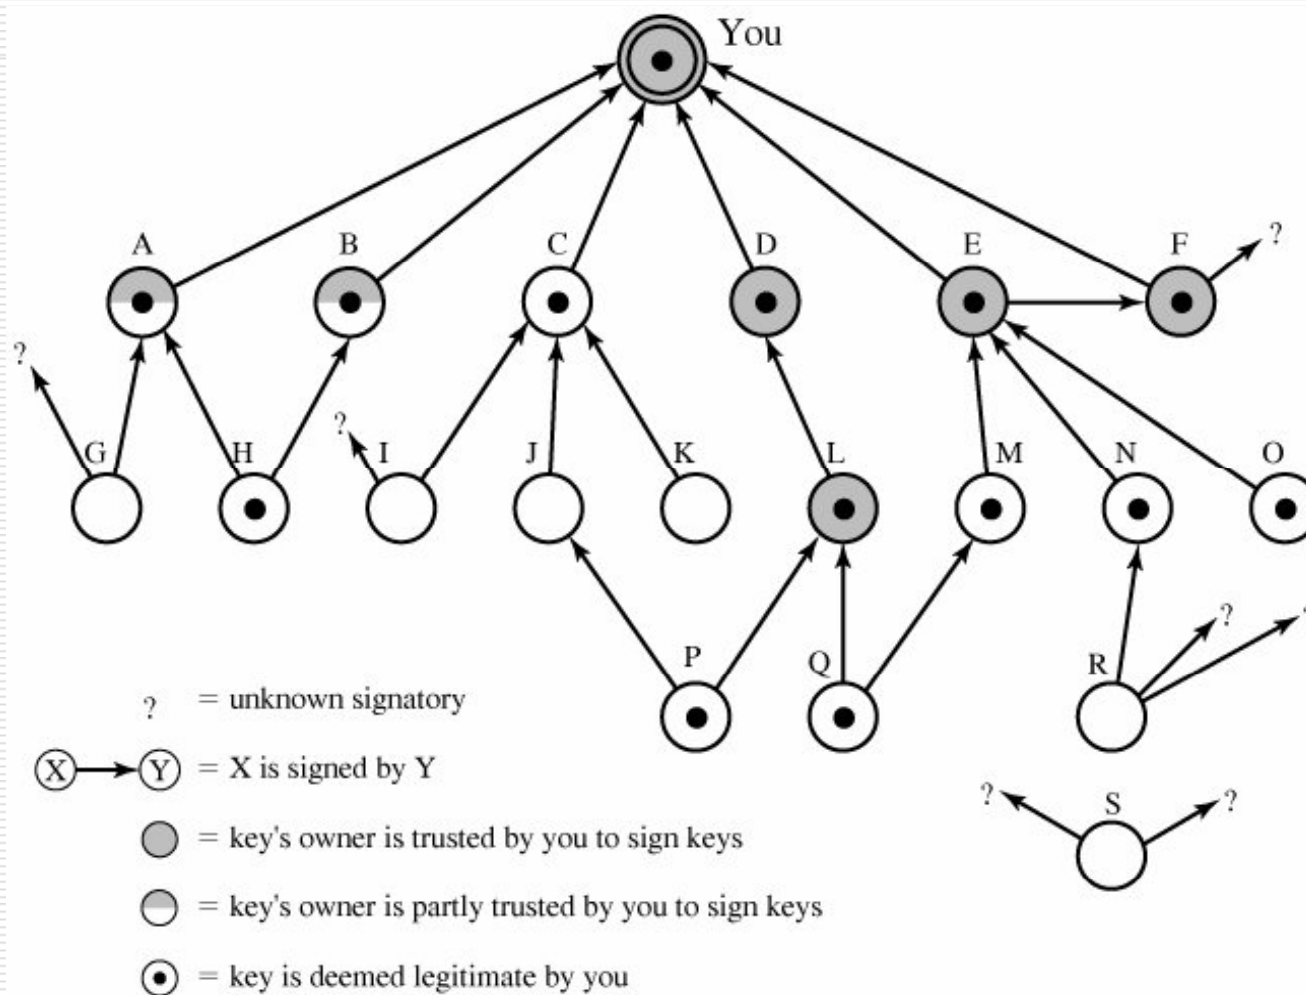 You
A B C D E F ?
?
? G H I J K L M N O
P Q R ? ?
? = unknown signatory
X Y = X is signed by Y
? S ?
= key's owner is trusted by you to sign keys
= key's owner is partly trusted by you to sign keys
= key is deemed legitimate by you